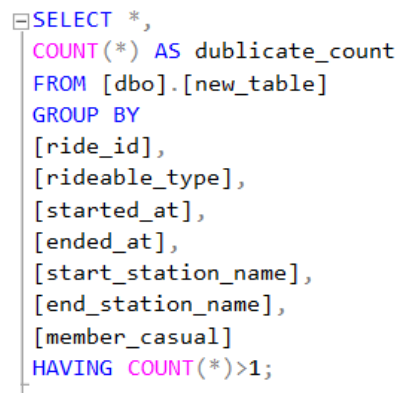 SELECT *,
COUNT(*) AS dublicate_count
FROM [dbo].[new_table]
GROUP BY
[ride_id],
[rideable_type],
[started_at],
[ended_at],
[start_station_name],
[end_station_name],
[member_casual]
HAVING COUNT(*)>1;